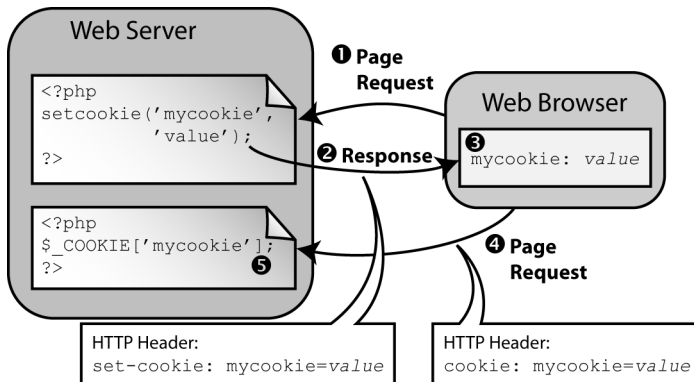 Web Server
<?php
setcookie('mycookie',
'value');
?>
❶ Page
Request
Web Browser
❷ Response
❸
mycookie: value
<?php
$_COOKIE['mycookie'];
?>
❺
❹ Page
Request
HTTP Header:
set-cookie: mycookie=value
HTTP Header:
cookie: mycookie=value